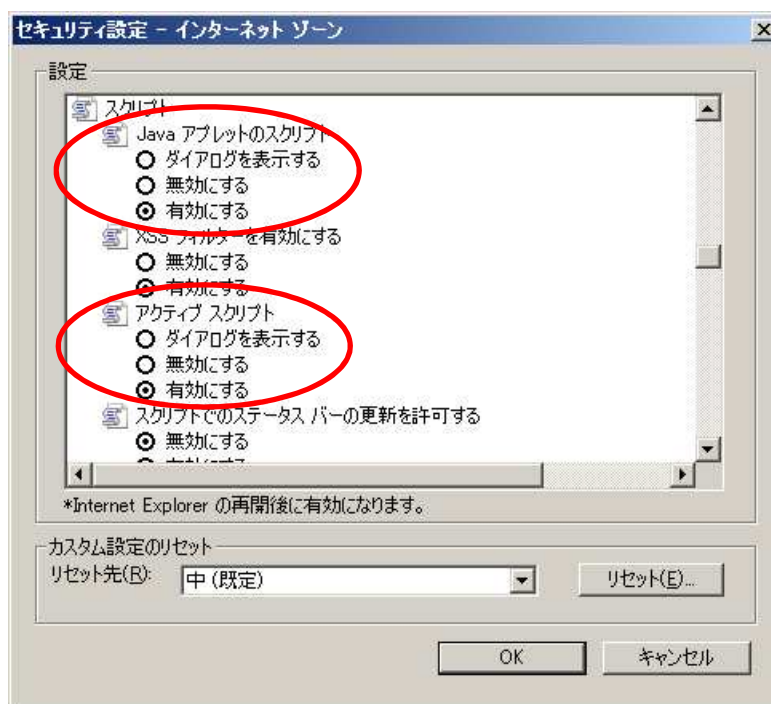 セキュリティ設定 - インターネット ゾーン
設定
スクリプト
Java アプレットのスクリプト
ダイアログを表示する
無効にする
有効にする
XSS フィルターを有効にする
無効にする
有効にする
アクティブ スクリプト
ダイアログを表示する
無効にする
有効にする
スクリプトでのステータス バーの更新を許可する
無効にする
*Internet Explorer の再開後に有効になります。
カスタム設定のリセット
リセット先(R): 中 (既定) リセット(E)...
OK キャンセル